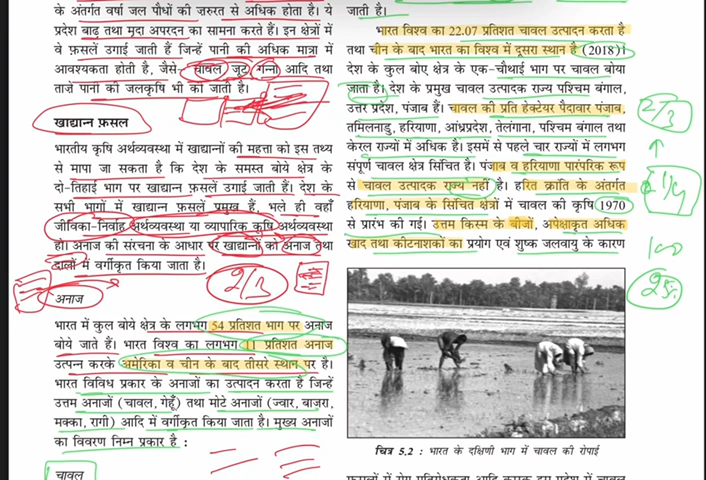 के अंतर्गत वर्षा जल पौधों की ज़रुरत से अधिक होता है। ये
प्रदेश बाढ़ तथा मृदा अपरदन का सामना करते हैं। इन क्षेत्रों में
वे फ़सलें उगाई जाती हैं जिन्हें पानी की अधिक मात्रा में
आवश्यकता होती है, जैसे- चावल, जूट, गन्ना आदि तथा
ताजे पानी की जलकृषि भी की जाती है।
खाद्यान्न फ़सल
भारतीय कृषि अर्थव्यवस्था में खाद्यान्नों की महत्ता को इस तथ्य
से मापा जा सकता है कि देश के समस्त बोये क्षेत्र के
दो-तिहाई भाग पर खाद्यान्न फ़सलें उगाई जाती हैं। देश के
सभी भागों में खाद्यान्न फ़सलें प्रमुख हैं, भले ही वहाँ
जीविका-निर्वाह अर्थव्यवस्था या व्यापारिक कृषि अर्थव्यवस्था
हो। अनाज की संरचना के आधार पर खाद्यान्नों को अनाज तथा
दालों में वर्गीकृत किया जाता है।
2/3
अनाज
भारत में कुल बोये क्षेत्र के लगभग 54 प्रतिशत भाग पर अनाज
बोये जाते हैं। भारत विश्व का लगभग 11 प्रतिशत अनाज
उत्पन्न करके अमेरिका व चीन के बाद तीसरे स्थान पर है।
भारत विविध प्रकार के अनाजों का उत्पादन करता है जिन्हें
उत्तम अनाजों (चावल, गेहूँ) तथा मोटे अनाजों (ज्वार, बाजरा,
मक्का, रागी) आदि में वर्गीकृत किया जाता है। मुख्य अनाजों
का विवरण निम्न प्रकार है :
चावल
जाती है।
भारत विश्व का 22.07 प्रतिशत चावल उत्पादन करता है
तथा चीन के बाद भारत का विश्व में दूसरा स्थान है (2018)।
देश के कुल बोए क्षेत्र के एक-चौथाई भाग पर चावल बोया
जाता है। देश के प्रमुख चावल उत्पादक राज्य पश्चिम बंगाल,
उत्तर प्रदेश, पंजाब हैं। चावल की प्रति हेक्टेयर पैदावार पंजाब,
तमिलनाडु, हरियाणा, आंध्रप्रदेश, तेलंगाना, पश्चिम बंगाल तथा
केरल राज्यों में अधिक है। इसमें से पहले चार राज्यों में लगभग
संपूर्ण चावल क्षेत्र सिंचित है। पंजाब व हरियाणा पारंपरिक रूप
से चावल उत्पादक राज्य नहीं है। हरित क्रांति के अंतर्गत
हरियाणा, पंजाब के सिंचित क्षेत्रों में चावल की कृषि 1970
से प्रारंभ की गई। उत्तम किस्म के बीजों, अपेक्षाकृत अधिक
खाद तथा कीटनाशकों का प्रयोग एवं शुष्क जलवायु के कारण
2/3
1/4
100
25%
चित्र 5.2 : भारत के दक्षिणी भाग में चावल की रोपाई